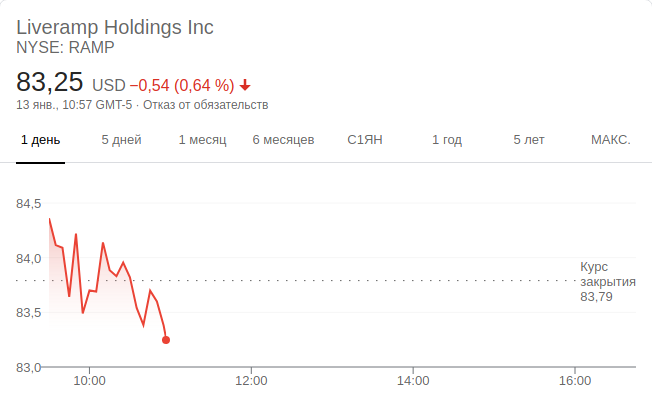 Liveramp Holdings Inc
NYSE: RAMP
83,25 USD −0,54 (0,64 %)
13 янв., 10:57 GMT-5 · Отказ от обязательств
1 день 5 дней 1 месяц 6 месяцев С1ЯН 1 год 5 лет МАКС.
84,5
84,0
Курс
закрытия
83,79
83,5
83,0
10:00 12:00 14:00 16:00